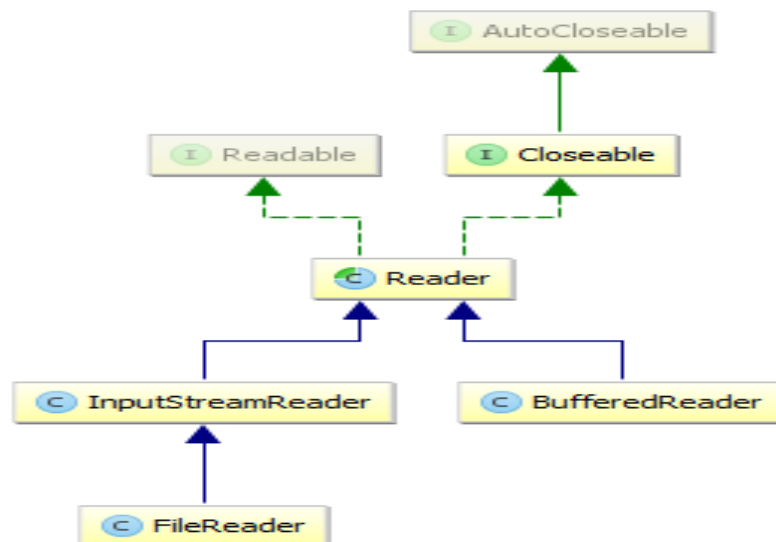 I AutoCloseable
I Readable
I Closeable
C Reader
C InputStreamReader
C BufferedReader
C FileReader